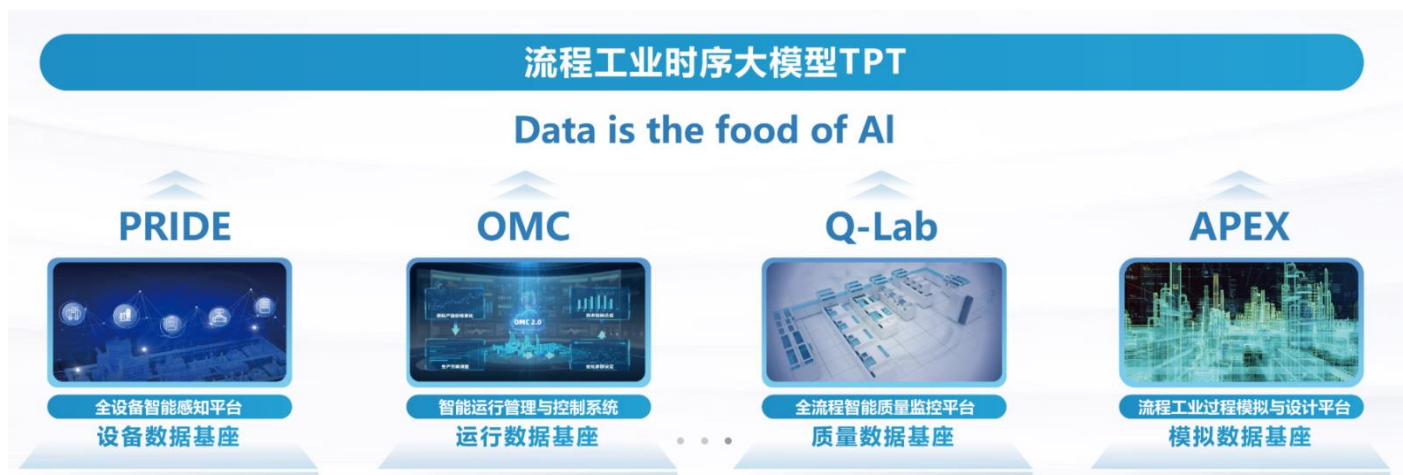 流程工业时序大模型TPT
Data is the food of AI
PRIDE
OMC
Q-Lab
APEX
OMC 2.0
全设备智能感知平台
智能运行管理与控制系统
全流程智能质量监控平台
流程工业过程模拟与设计平台
设备数据基座
运行数据基座
质量数据基座
模拟数据基座